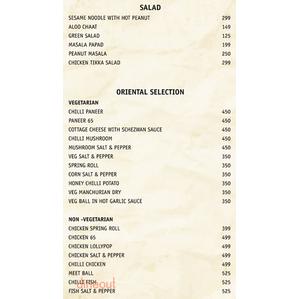 SALAD
SESAME NOODLE WITH HOT PEANUT 299
ALOO CHAAT 149
GREEN SALAD 125
MASALA PAPAD 199
PEANUT MASALA 250
CHICKEN TIKKA SALAD 299
ORIENTAL SELECTION
VEGETARIAN
CHILLI PANEER 450
PANEER 65 450
COTTAGE CHEESE WITH SCHEZWAN SAUCE 450
CHILLI MUSHROOM 450
MUSHROOM SALT & PEPPER 450
VEG SALT & PEPPER 350
SPRING ROLL 350
CORN SALT & PEPPER 350
HONEY CHILLI POTATO 350
VEG MANCHURIAN DRY 350
VEG BALL IN HOT GARLIC SAUCE 350
NON -VEGETARIAN
CHICKEN SPRING ROLL 399
CHICKEN 65 499
CHICKEN LOLLYPOP 499
CHICKEN SALT & PEPPER 499
CHILLI CHICKEN 499
MEET BALL 525
CHILLI FISH 525
FISH SALT & PEPPER 525